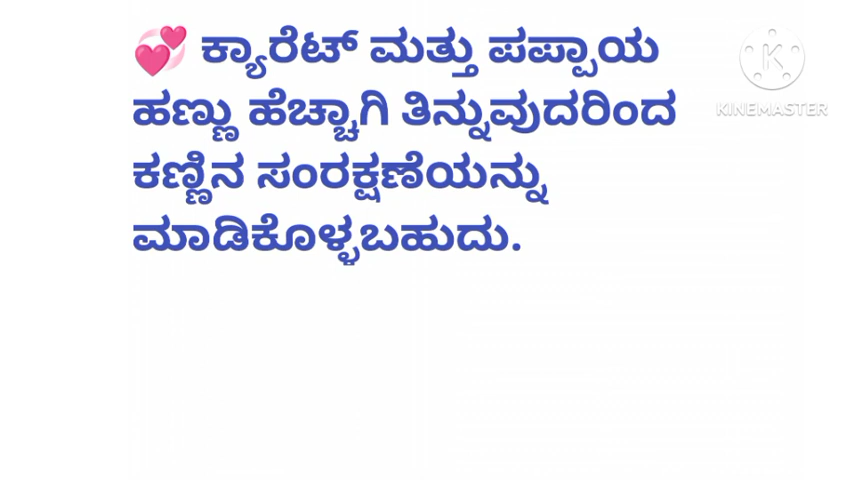 💞 ಕ್ಯಾರೆಟ್ ಮತ್ತು ಪಪ್ಪಾಯ
ಹಣ್ಣು ಹೆಚ್ಚಾಗಿ ತಿನ್ನುವುದರಿಂದ
ಕಣ್ಣಿನ ಸಂರಕ್ಷಣೆಯನ್ನು
ಮಾಡಿಕೊಳ್ಳಬಹುದು.
K
KINEMASTER